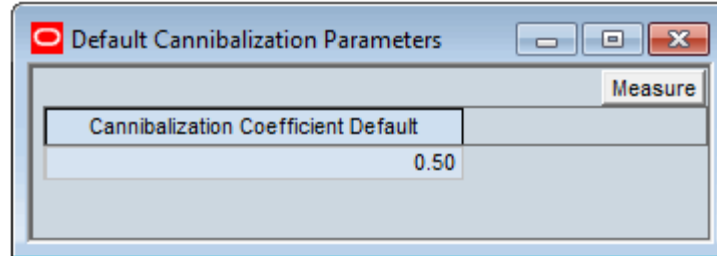 Default Cannibalization Parameters
Measure
Cannibalization Coefficient Default
0.50